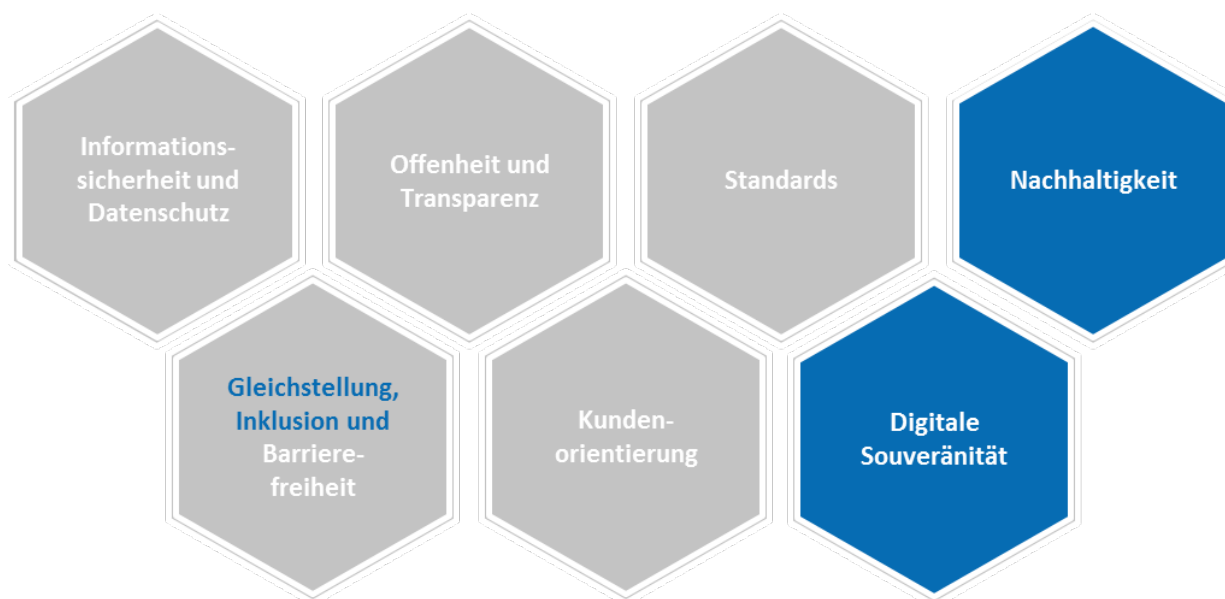 Informations-
sicherheit und
Datenschutz
Offenheit und
Transparenz
Standards
Nachhaltigkeit
Gleichstellung,
Inklusion und
Barriere-
freiheit
Kunden-
orientierung
Digitale
Souveränität